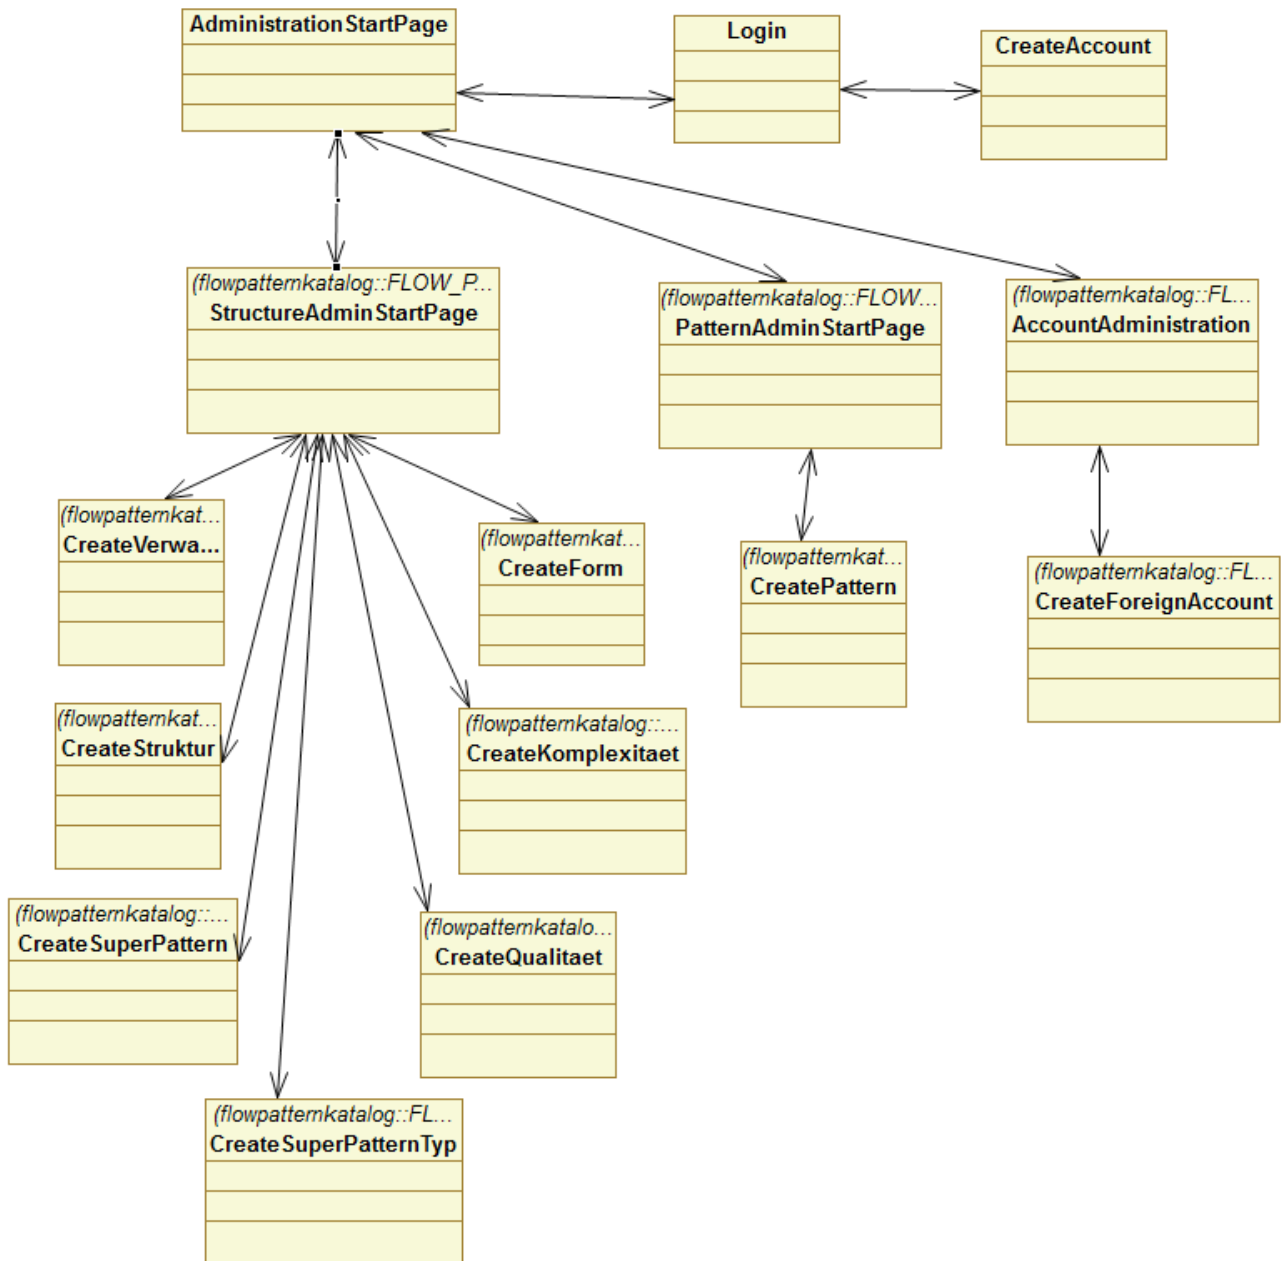 AdministrationStartPage
Login
CreateAccount
(flowpatternkatalog::FLOW_P...
StructureAdminStartPage
(flowpatternkatalog::FLOW...
PatternAdminStartPage
(flowpatternkatalog::FL...
AccountAdministration
(flowpatternkat...
CreateVerwa...
(flowpatternkat...
CreateForm
(flowpatternkat...
CreatePattern
(flowpatternkatalog::FL...
CreateForeignAccount
(flowpatternkat...
CreateStruktur
(flowpatternkatalog::...
CreateKomplexitaet
(flowpatternkatalog::...
CreateSuperPattern
(flowpatternkatalo...
CreateQualitaet
(flowpatternkatalog::FL...
CreateSuperPatternTyp